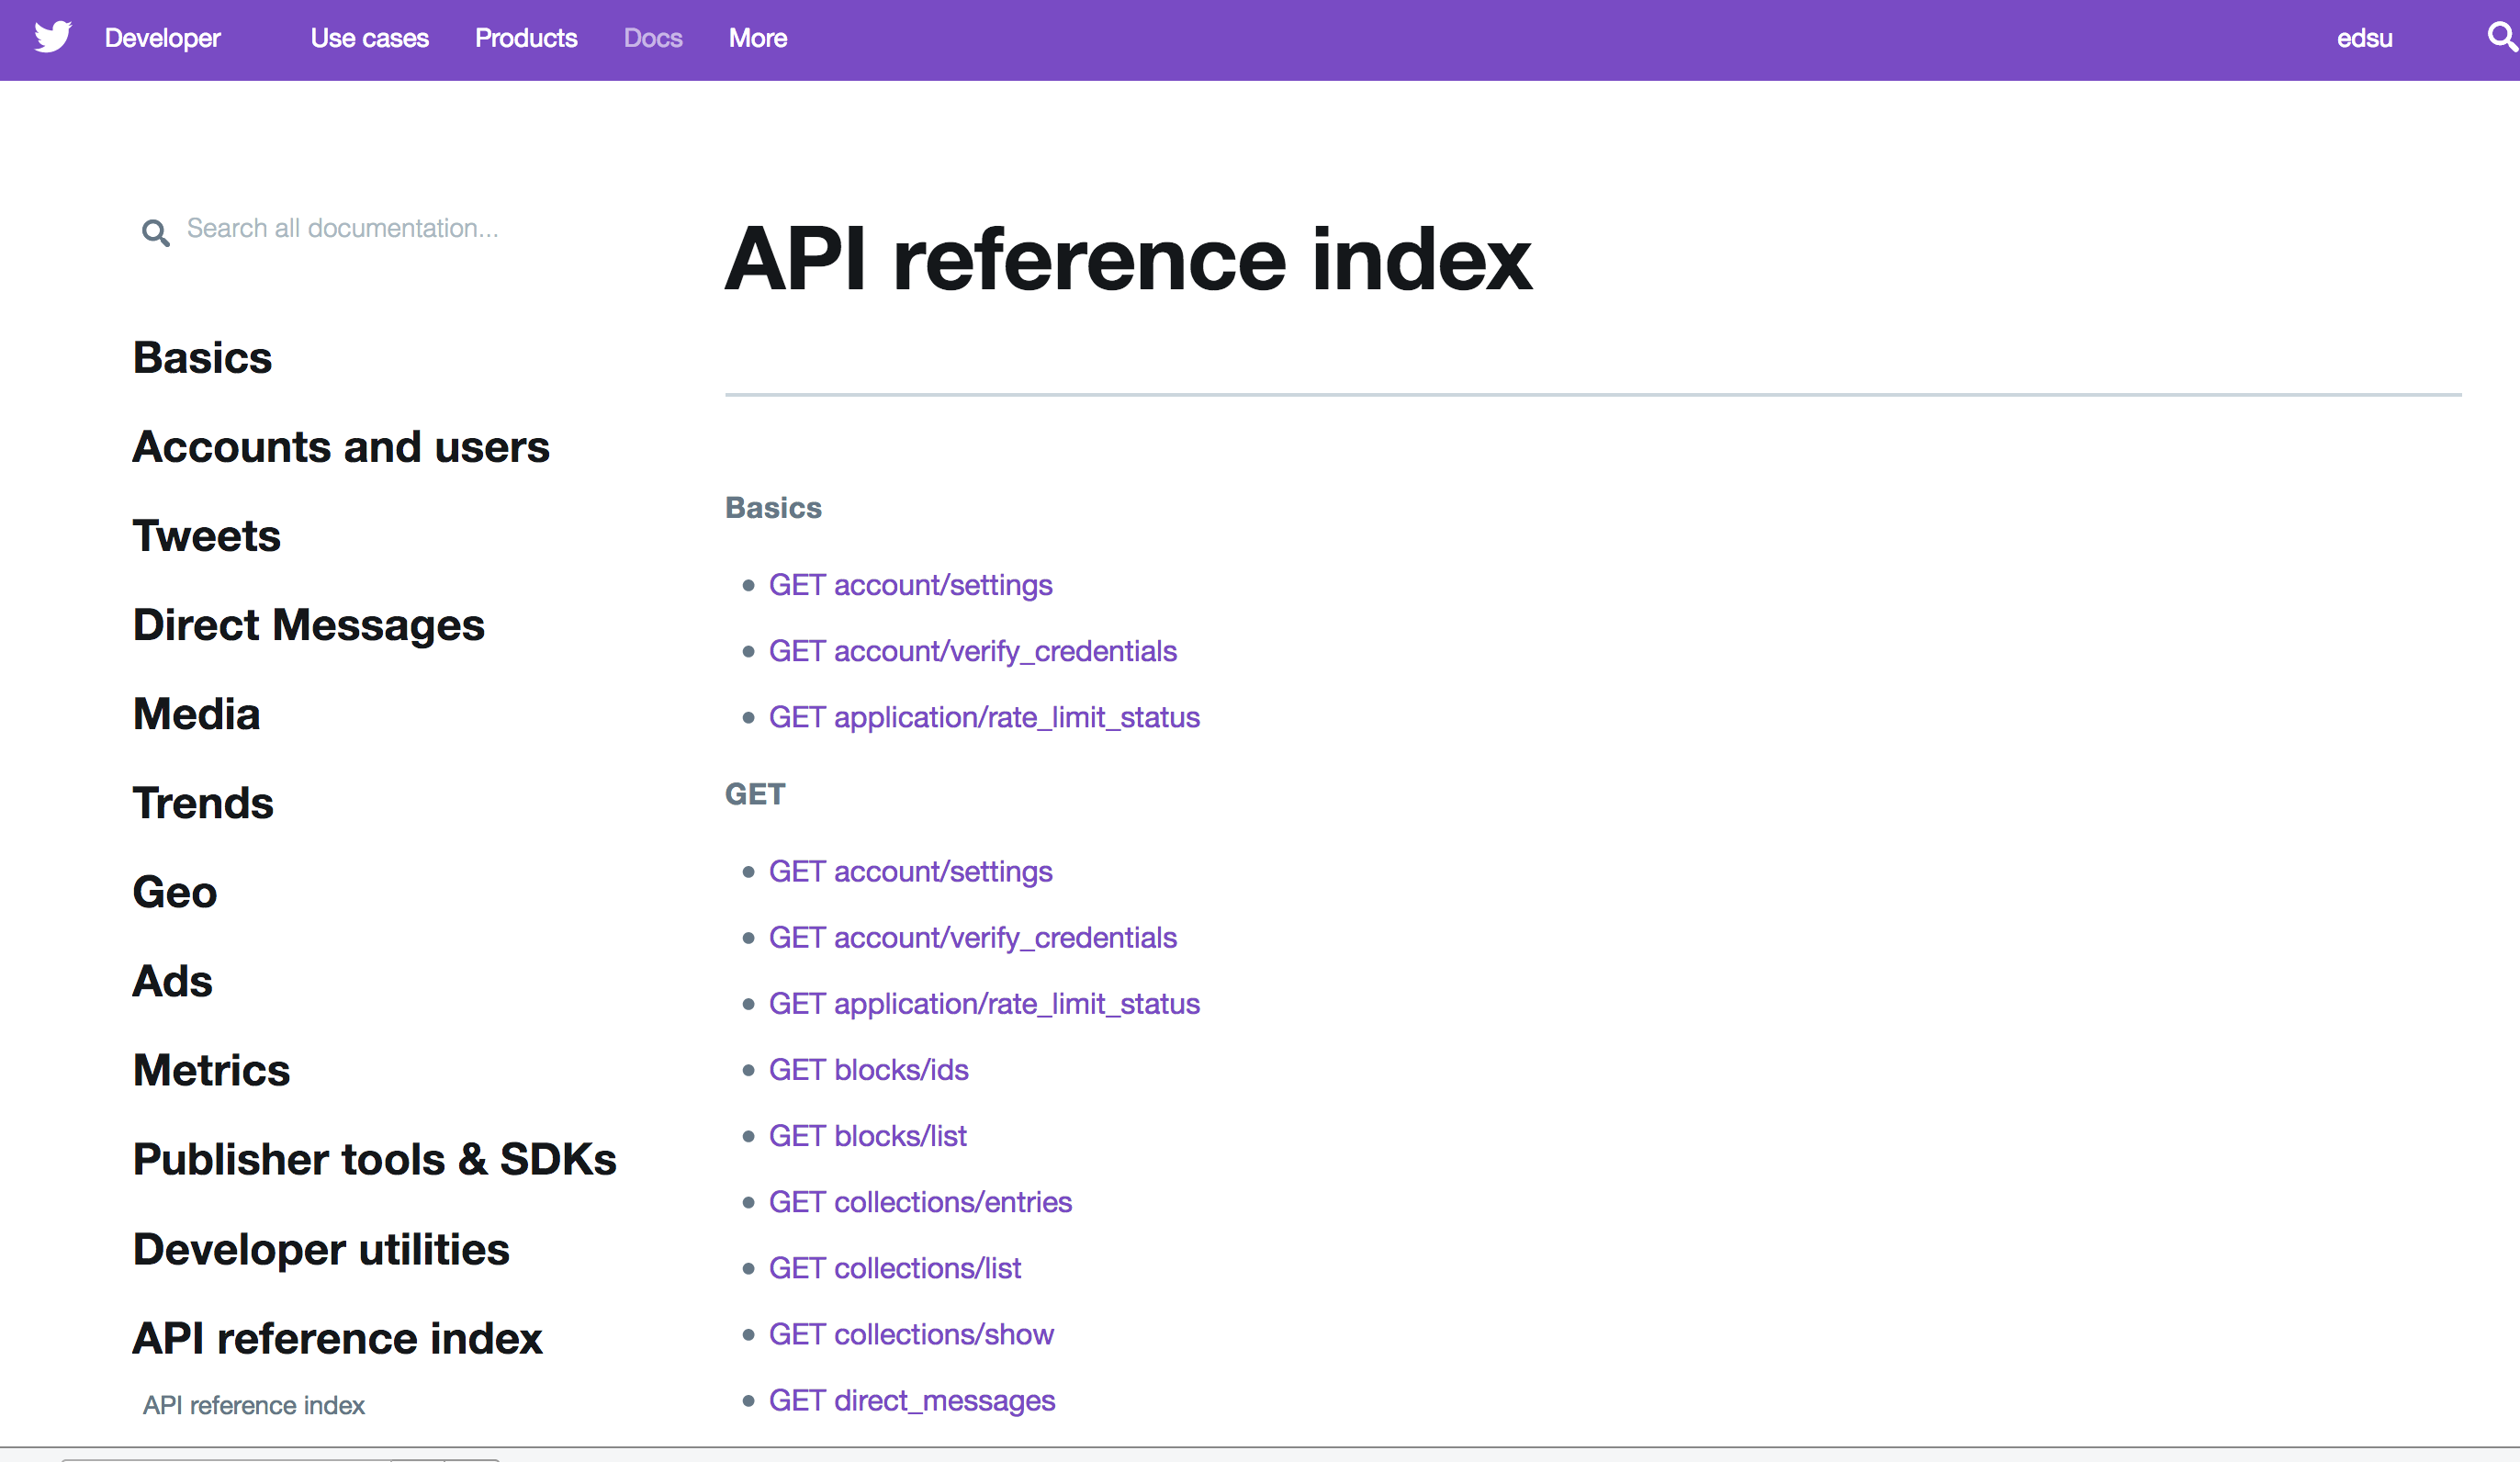 Developer Use cases Products Docs More edsu
Search all documentation...
Basics
Accounts and users
Tweets
Direct Messages
Media
Trends
Geo
Ads
Metrics
Publisher tools & SDKs
Developer utilities
API reference index
API reference index
API reference index
Basics
GET account/settings
GET account/verify_credentials
GET application/rate_limit_status
GET
GET account/settings
GET account/verify_credentials
GET application/rate_limit_status
GET blocks/ids
GET blocks/list
GET collections/entries
GET collections/list
GET collections/show
GET direct_messages